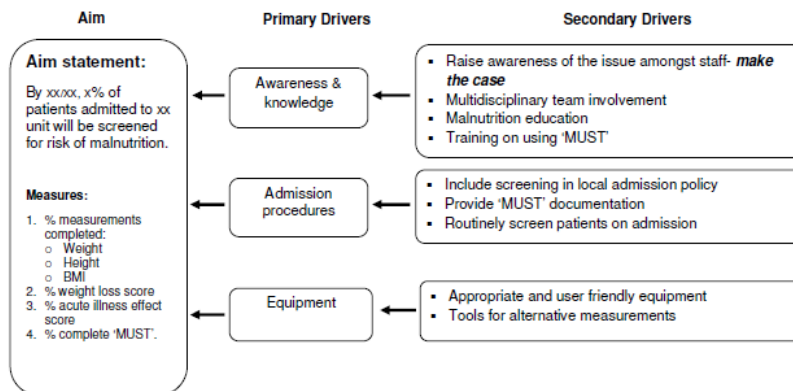 Aim
Primary Drivers
Secondary Drivers
Aim statement:
By xx/xx, x% of
patients admitted to xx
unit will be screened
for risk of malnutrition.
Measures:
1. % measurements
completed:
o Weight
o Height
o BMI
2. % weight loss score
3. % acute illness effect
score
4. % complete ‘MUST’.
Awareness &
knowledge
Admission
procedures
Equipment
▪ Raise awareness of the issue amongst staff- make
the case
▪ Multidisciplinary team involvement
▪ Malnutrition education
▪ Training on using ‘MUST’
▪ Include screening in local admission policy
▪ Provide ‘MUST’ documentation
▪ Routinely screen patients on admission
▪ Appropriate and user friendly equipment
▪ Tools for alternative measurements